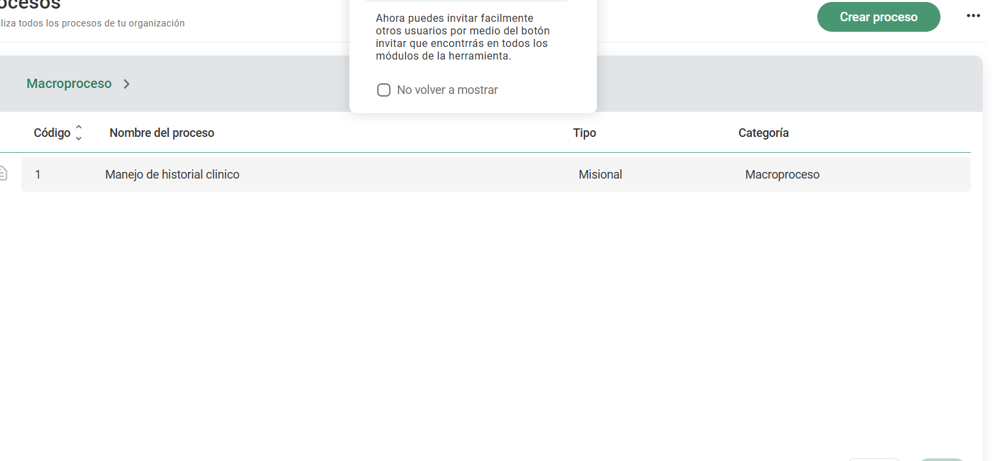 ocesos
liza todos los procesos de tu organización
Ahora puedes invitar facilmente
otros usuarios por medio del botón
invitar que encontrrás en todos los
módulos de la herramienta.
No volver a mostrar
Crear proceso
Macroproceso
Código Nombre del proceso Tipo Categoría
1 Manejo de historial clinico Misional Macroproceso